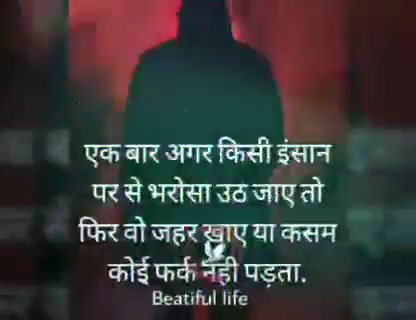 एक बार अगर किसी इंसान
पर से भरोसा उठ जाए तो
फिर वो जहर खाए या कसम
कोई फर्क नही पड़ता.
Beatiful life